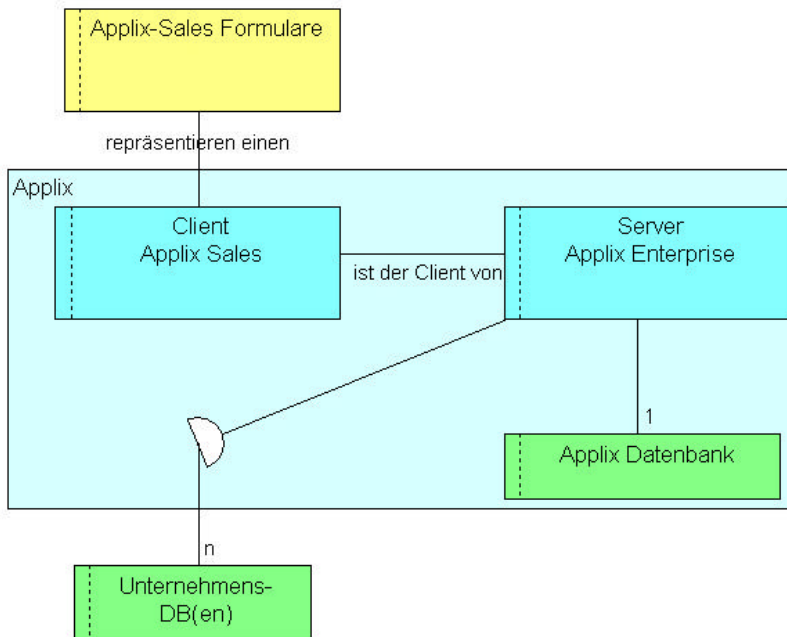 Applix-Sales Formulare
repräsentieren einen
Applix
Client
Applix Sales
ist der Client von
Server
Applix Enterprise
1
Applix Datenbank
n
Unternehmens-
DB(en)